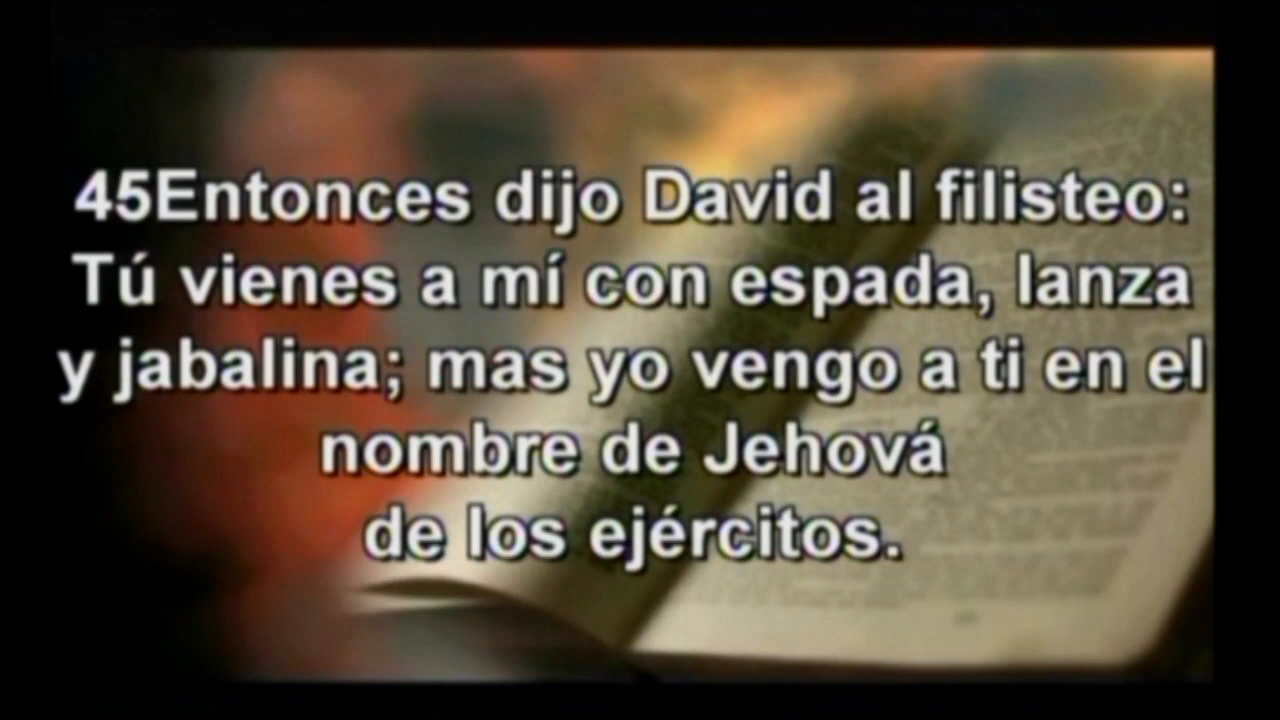 45Entonces dijo David al filisteo:
Tú vienes a mí con espada, lanza
y jabalina; mas yo vengo a ti en el
nombre de Jehová
de los ejércitos.